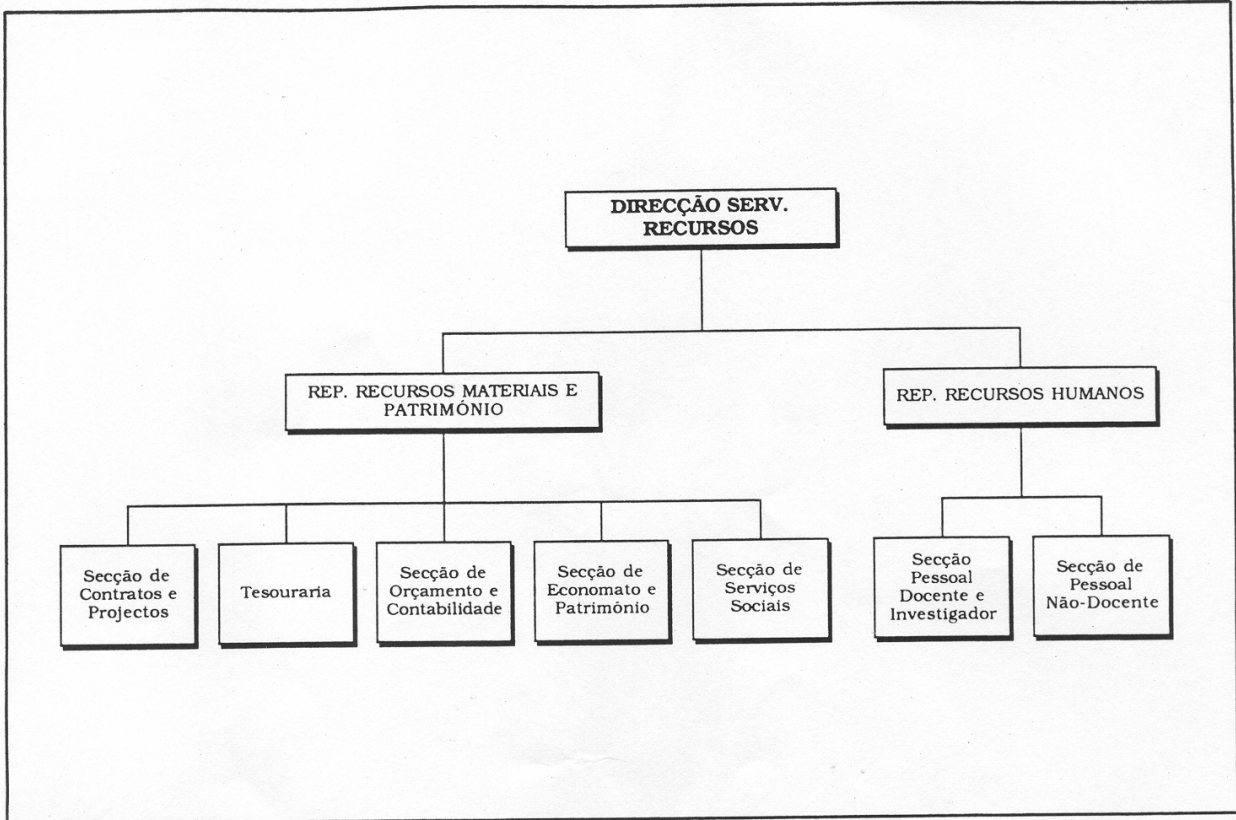 DIRECÇÃO SERV.
RECURSOS
REP. RECURSOS MATERIAIS E
PATRIMÓNIO
REP. RECURSOS HUMANOS
Secção de
Contratos e
Projectos
Tesouraria
Secção de
Orçamento e
Contabilidade
Secção de
Economato e
Património
Secção de
Serviços
Sociais
Secção
Pessoal
Docente e
Investigador
Secção de
Pessoal
Não-Docente